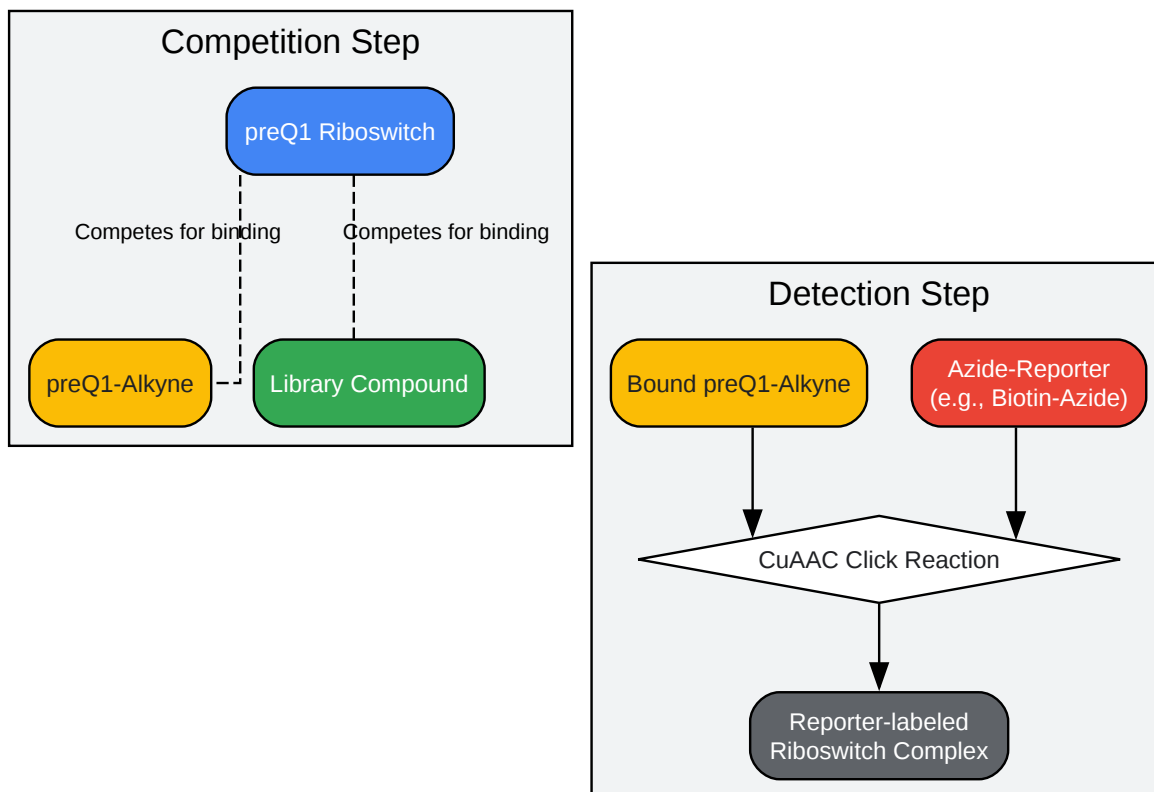 Competition Step
preQ1 Riboswitch
Competes for binding
Competes for binding
preQ1-Alkyne
Library Compound
Detection Step
Bound preQ1-Alkyne
Azide-Reporter
(e.g., Biotin-Azide)
CuAAC Click Reaction
Reporter-labeled
Riboswitch Complex